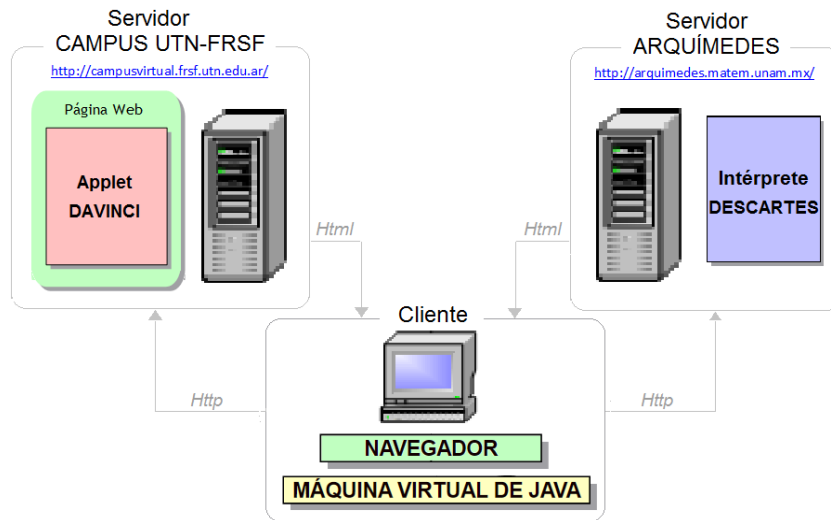 Servidor
CAMPUS UTN-FRSF
http://campusvirtual.frsf.utn.edu.ar/
Página Web
Applet
DAVINCI
Servidor
ARQUÍMEDES
http://arquimedes.matem.unam.mx/
Intérprete
DESCARTES
Html
Html
Cliente
Http
Http
NAVEGADOR
MÁQUINA VIRTUAL DE JAVA